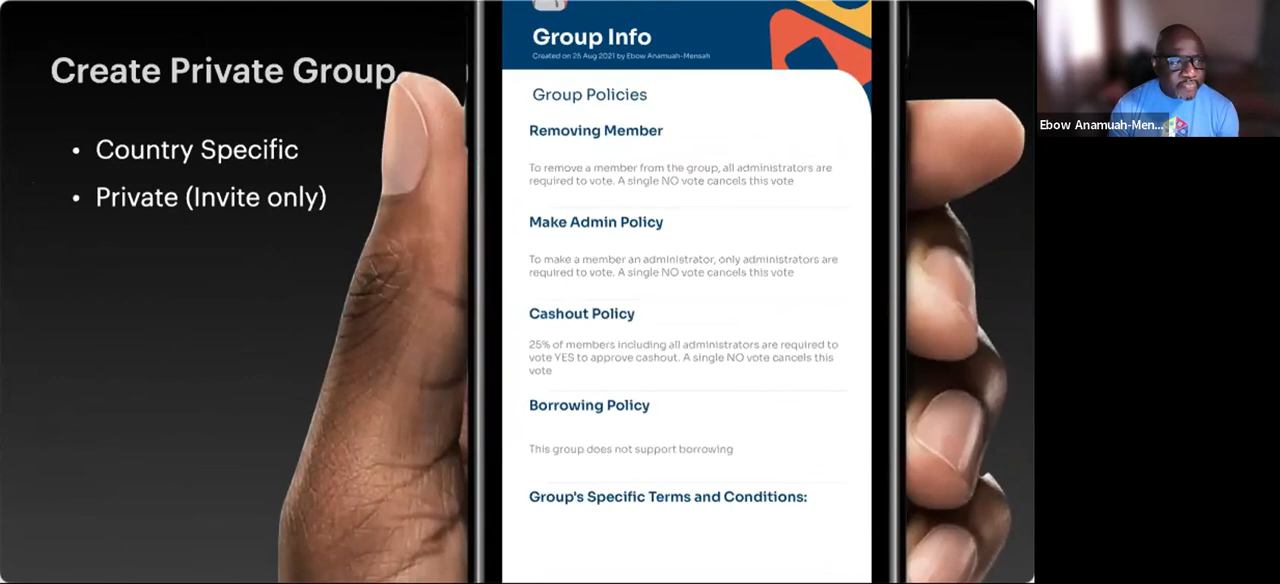 Create Private Group
• Country Specific
• Private (Invite only)
Group Info
Created on 25 Aug 2021 by Ebow Anamuah-Mensah
Group Policies
Removing Member
To remove a member from the group, all administrators are
required to vote. A single NO vote cancels this vote
Make Admin Policy
To make a member an administrator, only administrators are
required to vote. A single NO vote cancels this vote
Cashout Policy
25% of members including all administrators are required to
vote YES to approve cashout. A single NO vote cancels this
vote
Borrowing Policy
This group does not support borrowing
Group's Specific Terms and Conditions:
Ebow Anamuah-Men...